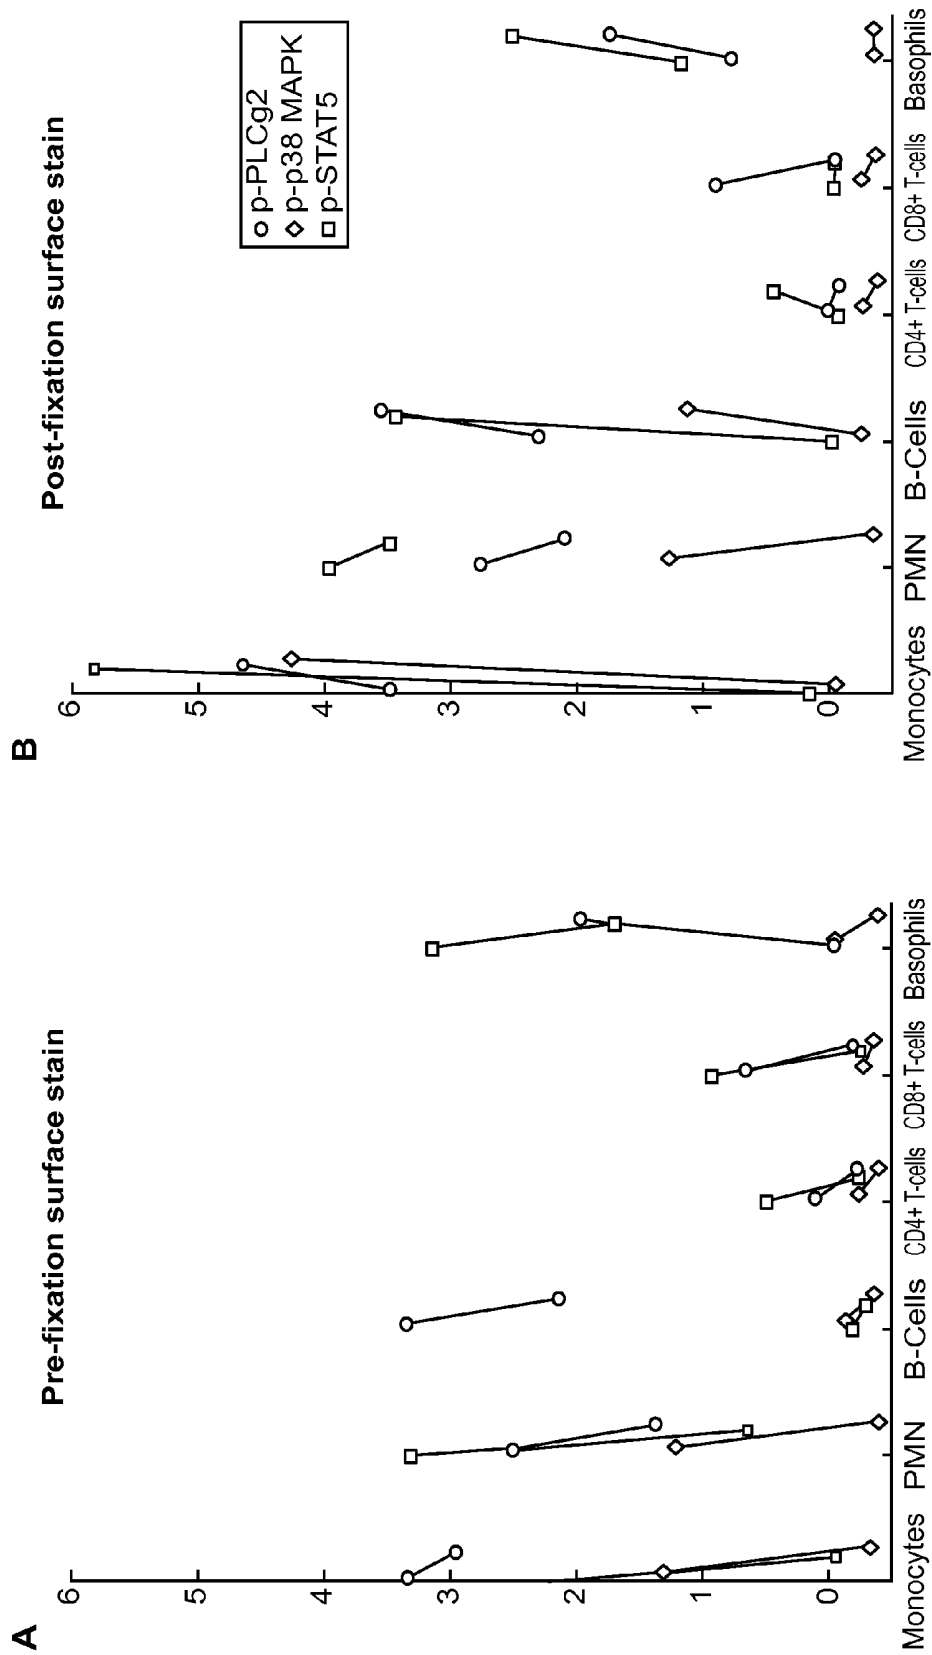 A
Pre-fixation surface stain
6
5
4
3
2
1
0
Monocytes
PMN
B-Cells
CD4+ T-cells
CD8+ T-cells
Basophils
B
Post-fixation surface stain
p-PLCg2
p-p38 MAPK
p-STAT5
6
5
4
3
2
1
0
Monocytes
PMN
B-Cells
CD4+ T-cells
CD8+ T-cells
Basophils